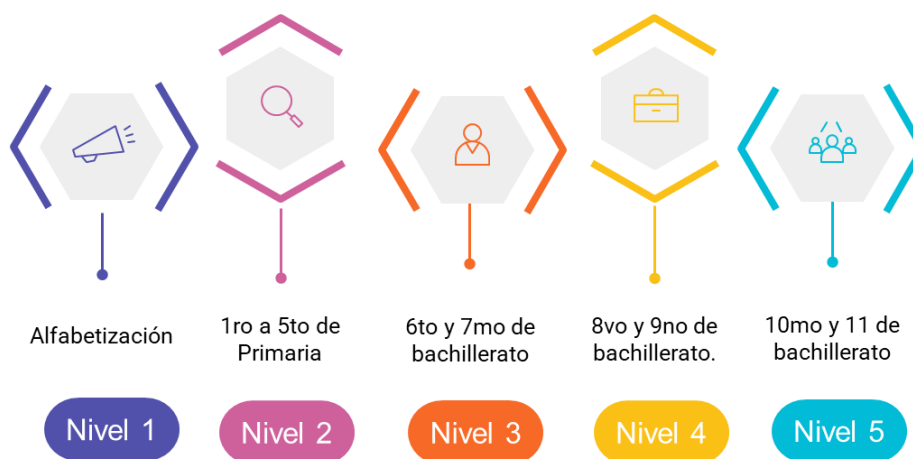 Alfabetización
1ro a 5to de
Primaria
6to y 7mo de
bachillerato
8vo y 9no de
bachillerato.
10mo y 11 de
bachillerato
Nivel 1
Nivel 2
Nivel 3
Nivel 4
Nivel 5